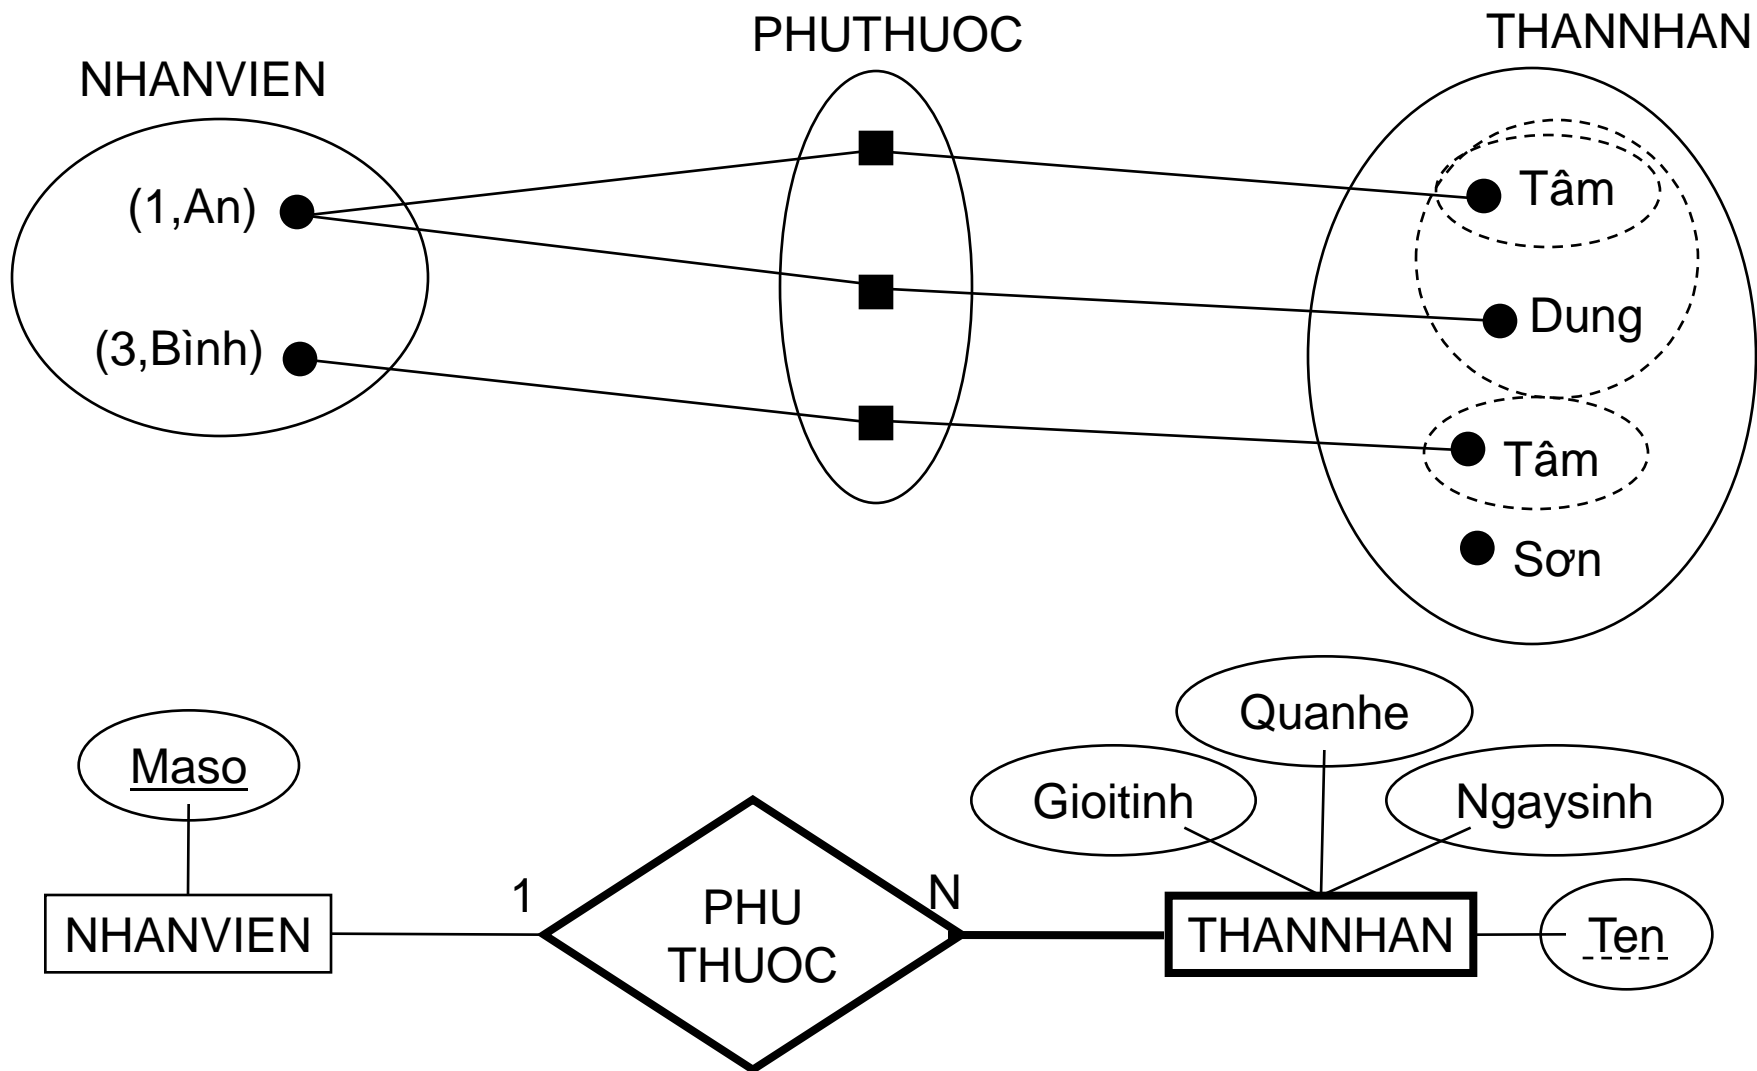 PHUTHUOC
THANNHAN
NHANVIEN
(1,An)
Tâm
Dung
(3,Bình)
Tâm
Sơn
Quanhe
Maso
Gioitinh
Ngaysinh
1
N
NHANVIEN
PHU
THUOC
THANNHAN
Ten